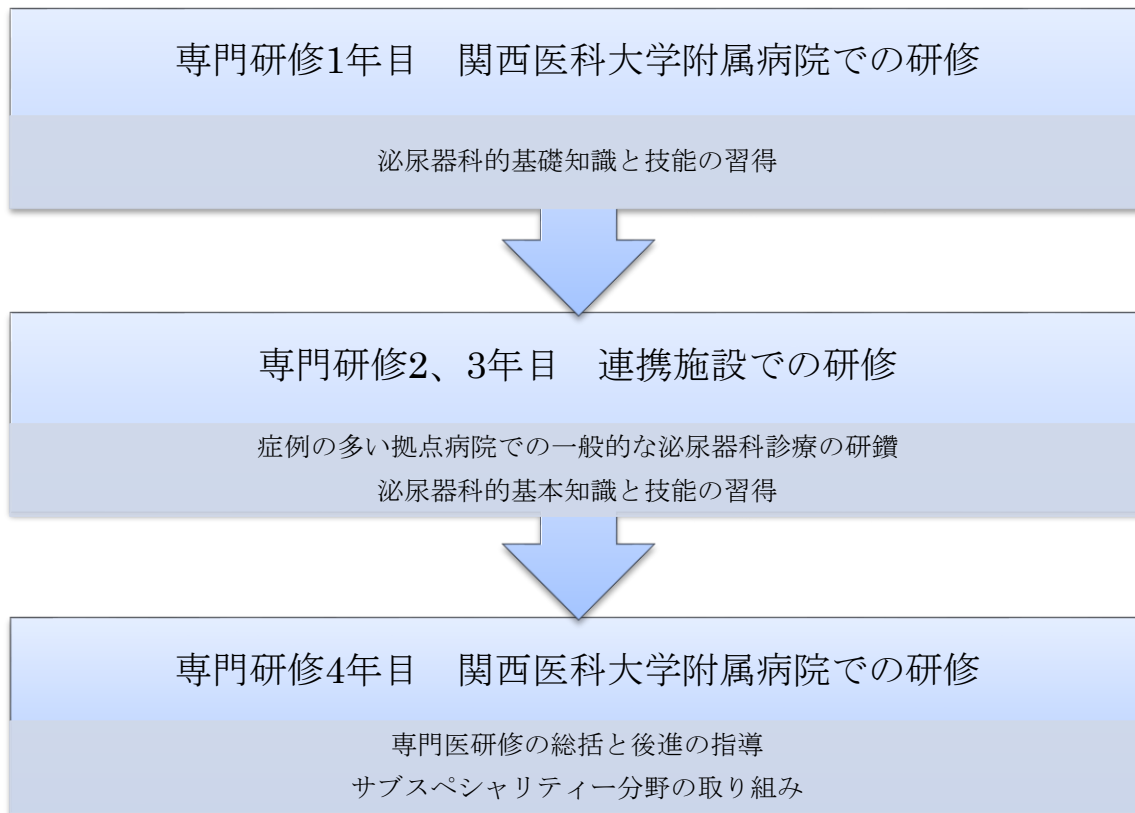 専門研修1年目　関西医科大学附属病院での研修
泌尿器科的基礎知識と技能の習得
専門研修2、3年目　連携施設での研修
症例の多い拠点病院での一般的な泌尿器科診療の研鑽
泌尿器科的基本知識と技能の習得
専門研修4年目　関西医科大学附属病院での研修
専門医研修の総括と後進の指導
サブスペシャリティー分野の取り組み